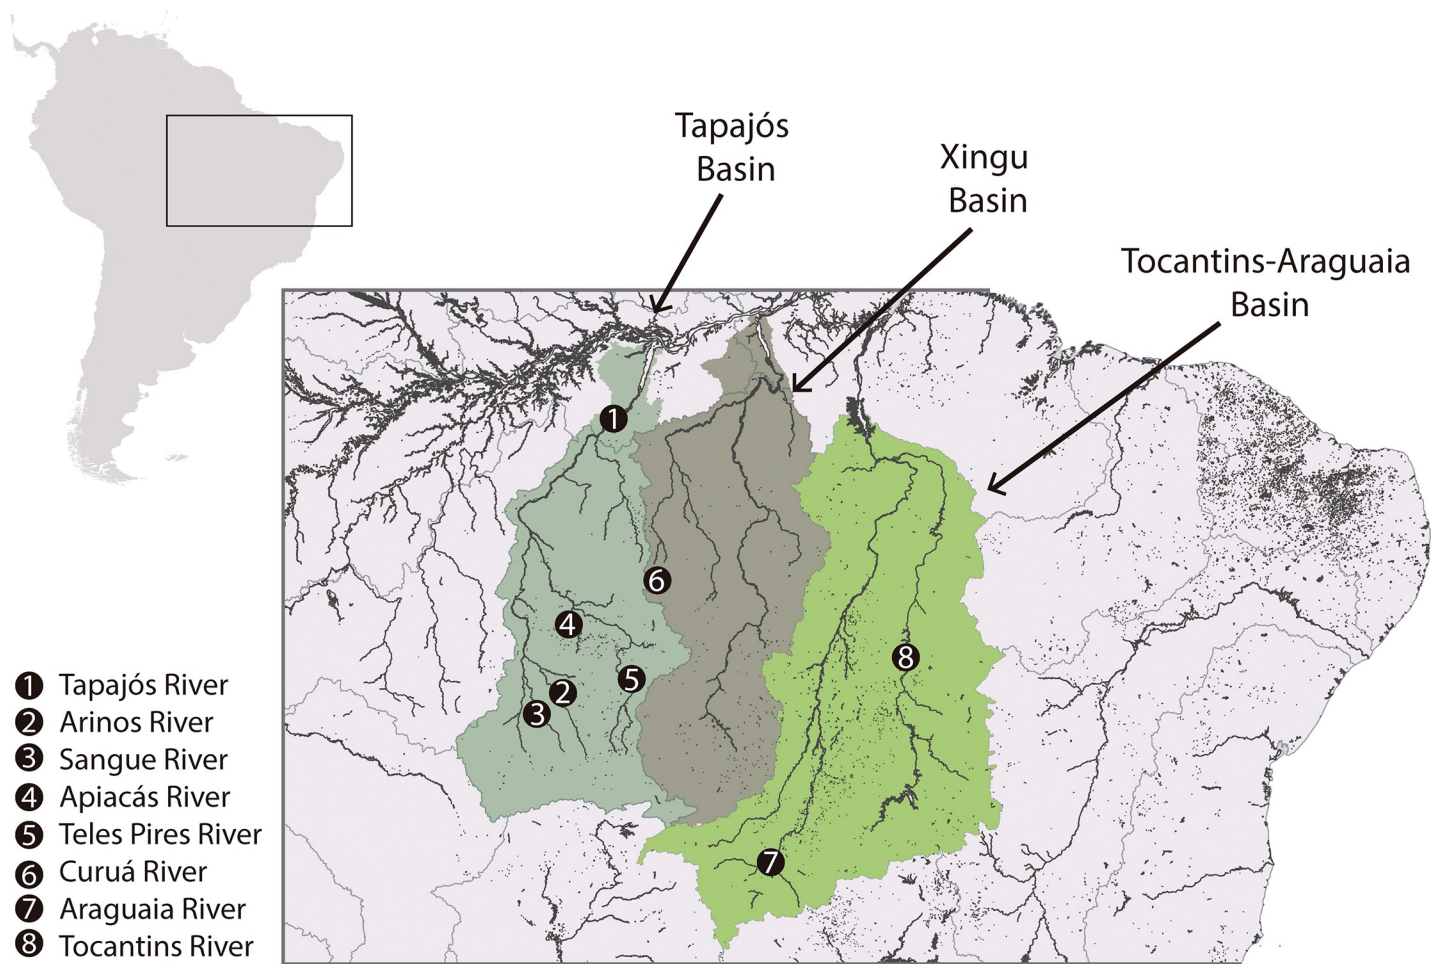 Tapajós
Basin
Xingu
Basin
Tocantins-Araguaia
Basin
1
6
4
5
2
3
8
7
1 Tapajós River
2 Arinos River
3 Sangue River
4 Apiacás River
5 Teles Pires River
6 Curuá River
7 Araguaia River
8 Tocantins River